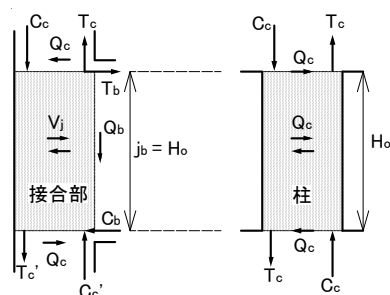 Cc Tc
Qc
Tb
Vj
Qb
jb = Ho
接合部
Cb
Tc'
Qc
Cc'
Cc Tc
Qc
Qc
Ho
柱
Qc
Tc
Cc